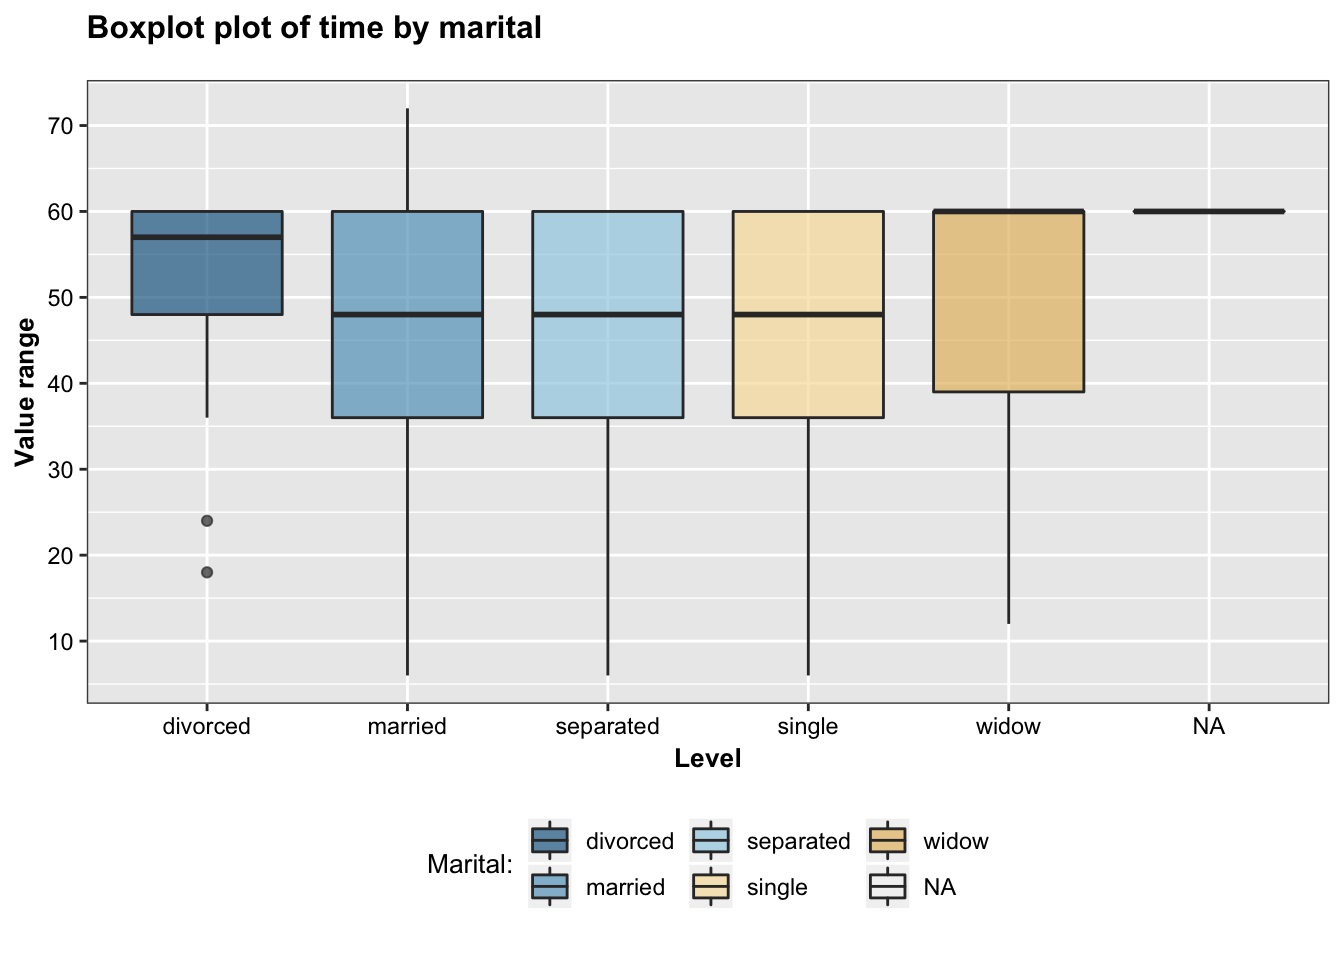 Boxplot plot of time by marital
Value range
70
60
50
40
30
20
10
divorced married separated single widow NA
Level
Marital:
divorced separated widow
married single NA